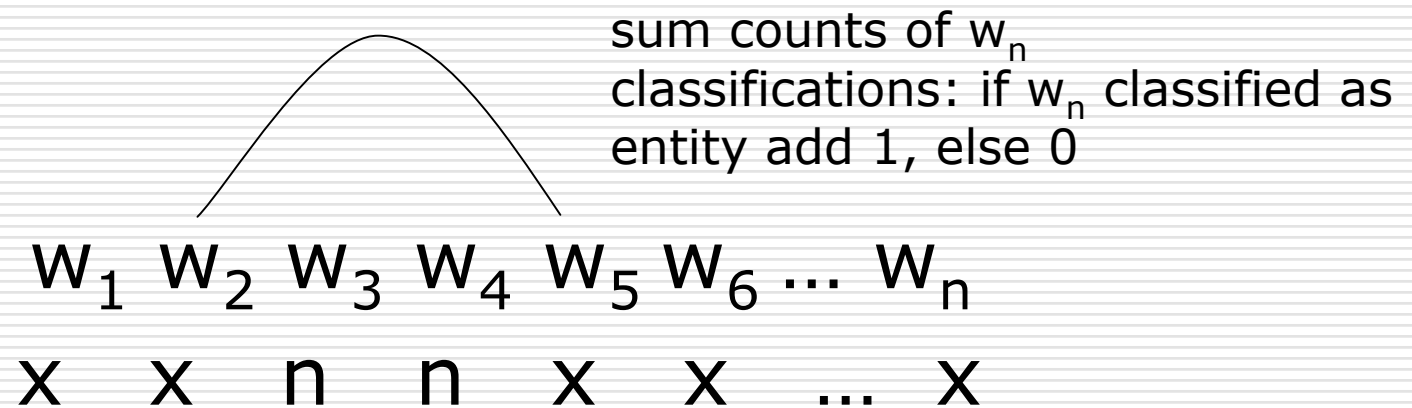 sum counts of wₙ
classifications: if wₙ classified as
entity add 1, else 0
w₁ w₂ w₃ w₄ w₅ w₆ ... wₙ
x x n n x x ... x